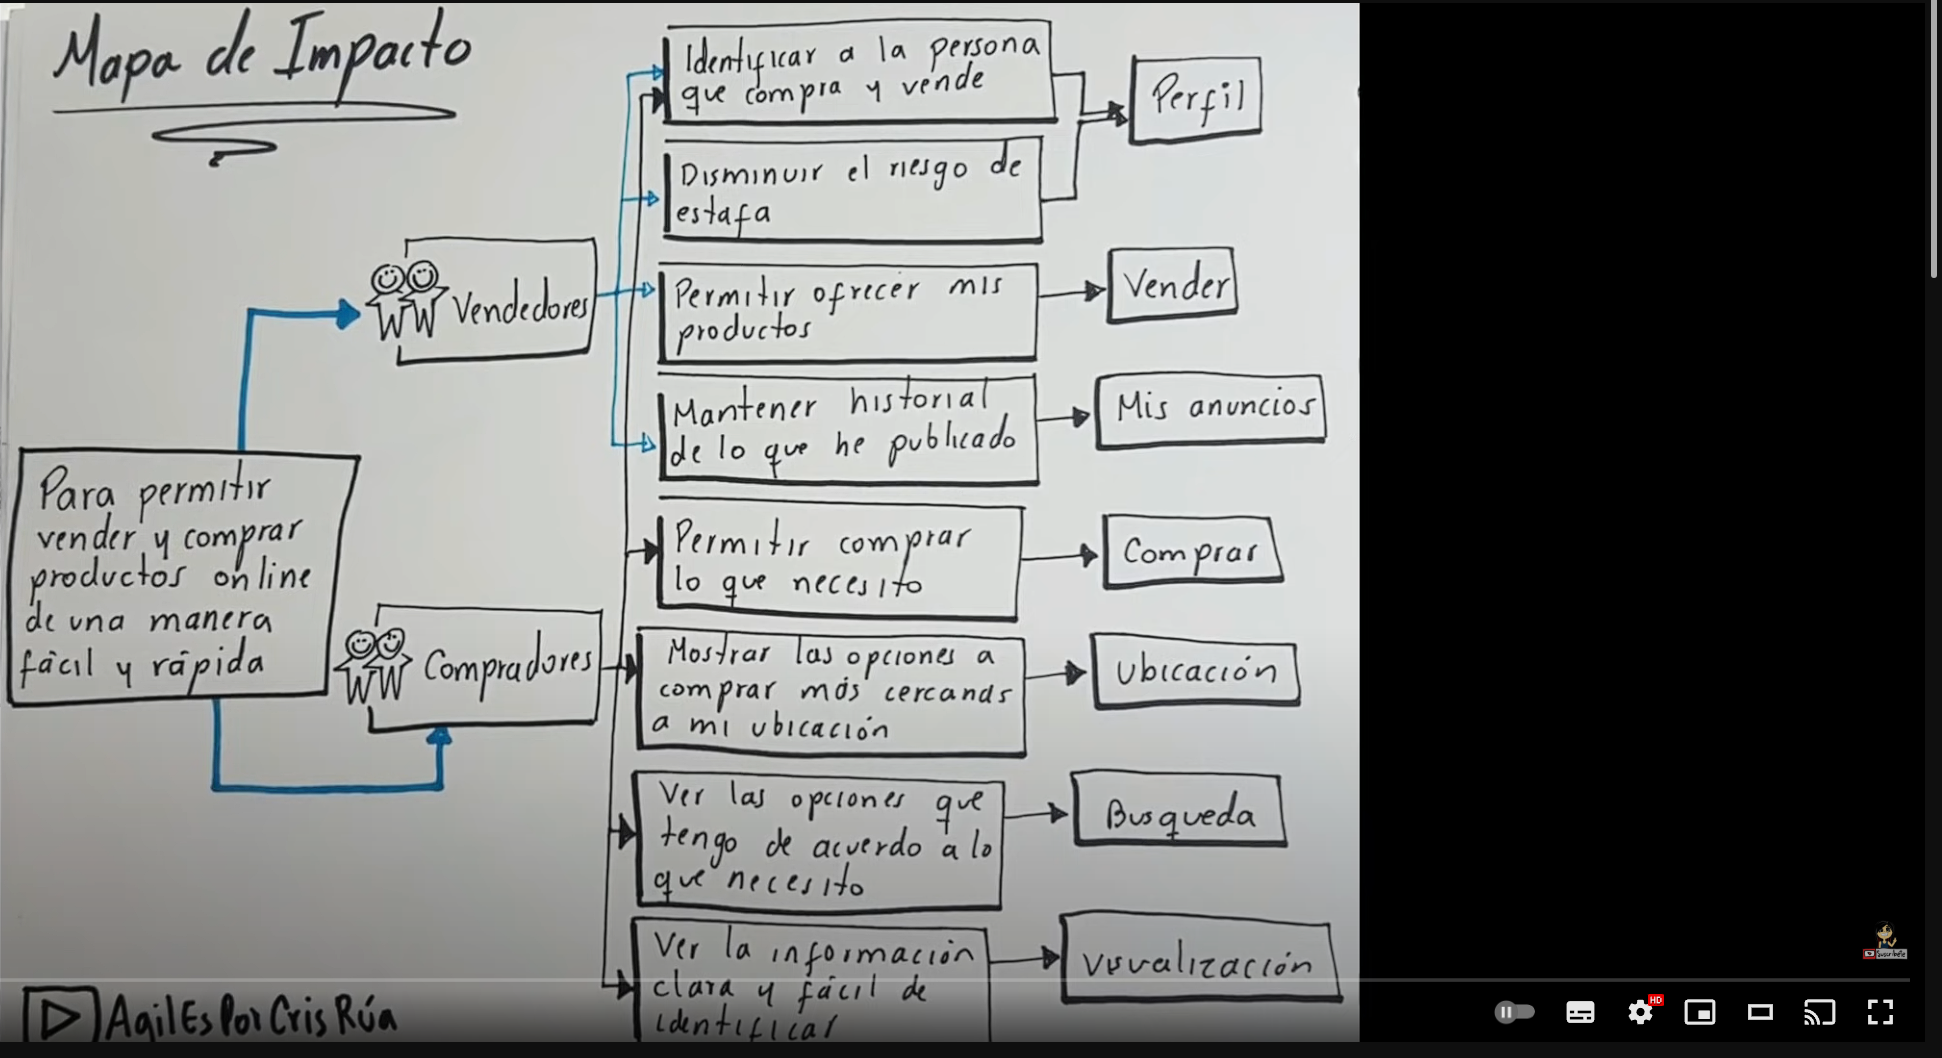 Mapa de Impacto
Para permitir
vender y comprar
productos online
de una manera
fácil y rápida
Vendedores
Compradores
Identificar a la persona
que compra y vende
Disminuir el riesgo de
estafa
Permitir ofrecer mis
productos
Mantener historial
de lo que he publicado
Permitir comprar
lo que necesito
Mostrar las opciones a
comprar más cercanas
a mi ubicación
Ver las opciones que
tengo de acuerdo a lo
que necesito
Ver la información
clara y fácil de
identificar
Perfil
Vender
Mis anuncios
Comprar
Ubicación
Busqueda
Visualización
AgilEsPorCrisRúa
Suscríbete
HD